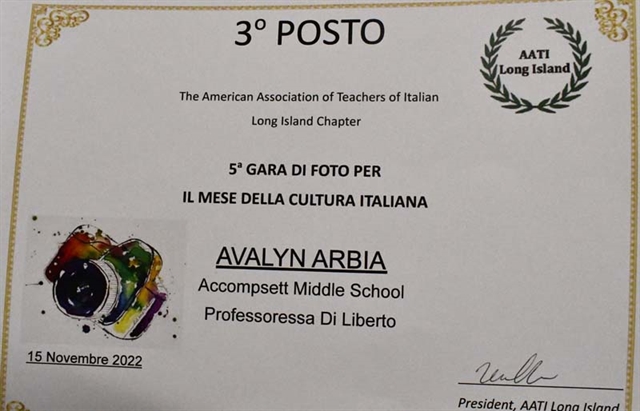 3º POSTO
AATI
Long Island
The American Association of Teachers of Italian
Long Island Chapter
5ª GARA DI FOTO PER
IL MESE DELLA CULTURA ITALIANA
AVALYN ARBIA
Accompsett Middle School
Professoressa Di Liberto
15 Novembre 2022
President, AATI Long Island